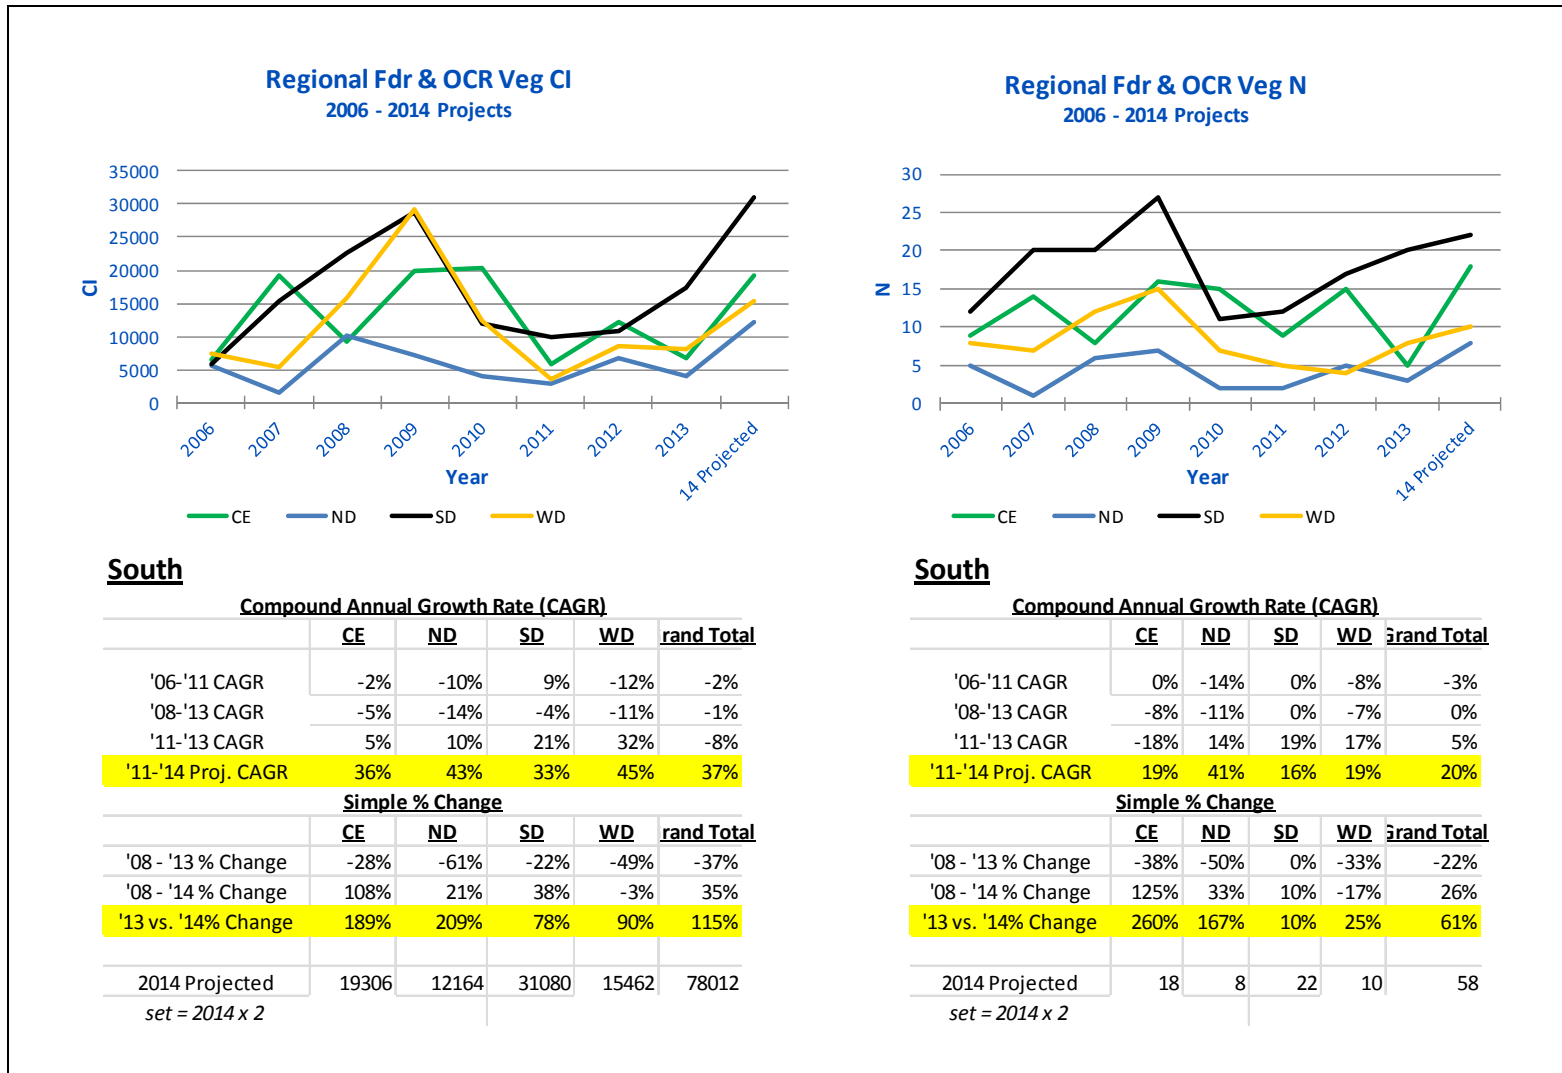 Regional Fdr & OCR Veg CI
2006 - 2014 Projects
35000
30000
25000
20000
15000
10000
5000
0
CI
2006
2007
2008
2009
2010
2011
2012
2013
14 Projected
Year
CE ND SD WD
Regional Fdr & OCR Veg N
2006 - 2014 Projects
30
25
20
15
10
5
0
N
2006
2007
2008
2009
2010
2011
2012
2013
14 Projected
Year
CE ND SD WD
South
Compound Annual Growth Rate (CAGR)
CE ND SD WD rand Total
'06-'11 CAGR -2% -10% 9% -12% -2%
'08-'13 CAGR -5% -14% -4% -11% -1%
'11-'13 CAGR 5% 10% 21% 32% -8%
'11-'14 Proj. CAGR 36% 43% 33% 45% 37%
Simple % Change
CE ND SD WD rand Total
'08 - '13 % Change -28% -61% -22% -49% -37%
'08 - '14 % Change 108% 21% 38% -3% 35%
'13 vs. '14% Change 189% 209% 78% 90% 115%
2014 Projected 19306 12164 31080 15462 78012
set = 2014 x 2
South
Compound Annual Growth Rate (CAGR)
CE ND SD WD Grand Total
'06-'11 CAGR 0% -14% 0% -8% -3%
'08-'13 CAGR -8% -11% 0% -7% 0%
'11-'13 CAGR -18% 14% 19% 17% 5%
'11-'14 Proj. CAGR 19% 41% 16% 19% 20%
Simple % Change
CE ND SD WD Grand Total
'08 - '13 % Change -38% -50% 0% -33% -22%
'08 - '14 % Change 125% 33% 10% -17% 26%
'13 vs. '14% Change 260% 167% 10% 25% 61%
2014 Projected 18 8 22 10 58
set = 2014 x 2